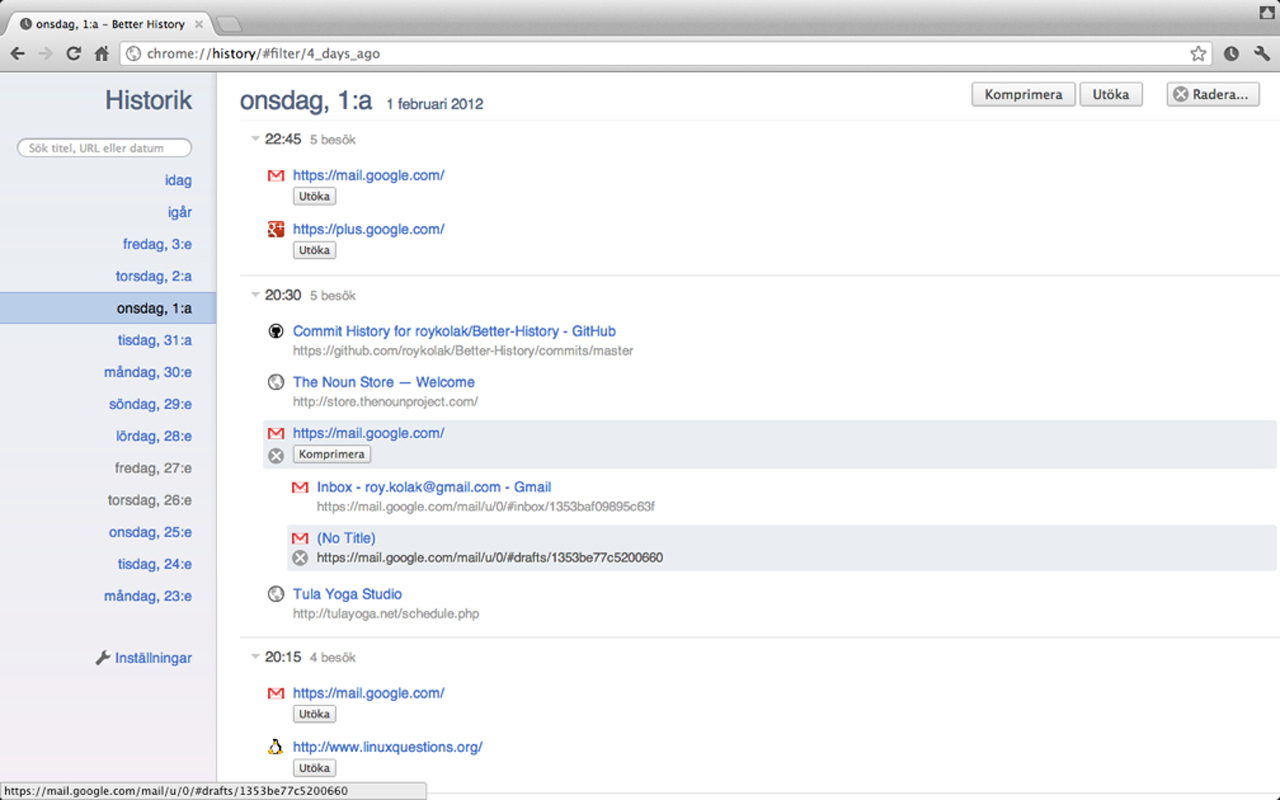 onsdag, 1:a – Better History
chrome://history/#filter/4_days_ago
Historik
Sök titel, URL eller datum
idag
igår
fredag, 3:e
torsdag, 2:a
onsdag, 1:a
tisdag, 31:a
måndag, 30:e
söndag, 29:e
lördag, 28:e
fredag, 27:e
torsdag, 26:e
onsdag, 25:e
tisdag, 24:e
måndag, 23:e
Inställningar
onsdag, 1:a 1 februari 2012
Komprimera Utöka Radera...
22:45 5 besök
https://mail.google.com/
Utöka
https://plus.google.com/
Utöka
20:30 5 besök
Commit History for roykolak/Better-History - GitHub
https://github.com/roykolak/Better-History/commits/master
The Noun Store — Welcome
http://store.thenounproject.com/
https://mail.google.com/
Komprimera
Inbox - roy.kolak@gmail.com - Gmail
https://mail.google.com/mail/u/0/#inbox/1353baf09895c63f
(No Title)
https://mail.google.com/mail/u/0/#drafts/1353be77c5200660
Tula Yoga Studio
http://tulayoga.net/schedule.php
20:15 4 besök
https://mail.google.com/
Utöka
http://www.linuxquestions.org/
Utöka
https://mail.google.com/mail/u/0/#drafts/1353be77c5200660